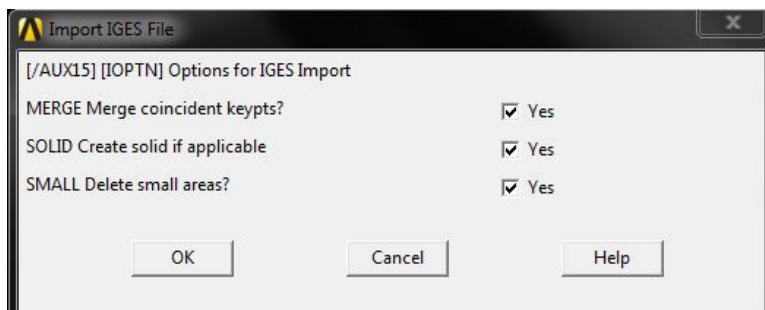 Import IGES File
[/AUX15] [IOPTN] Options for IGES Import
MERGE Merge coincident keypts? Yes
SOLID Create solid if applicable Yes
SMALL Delete small areas? Yes
OK Cancel Help